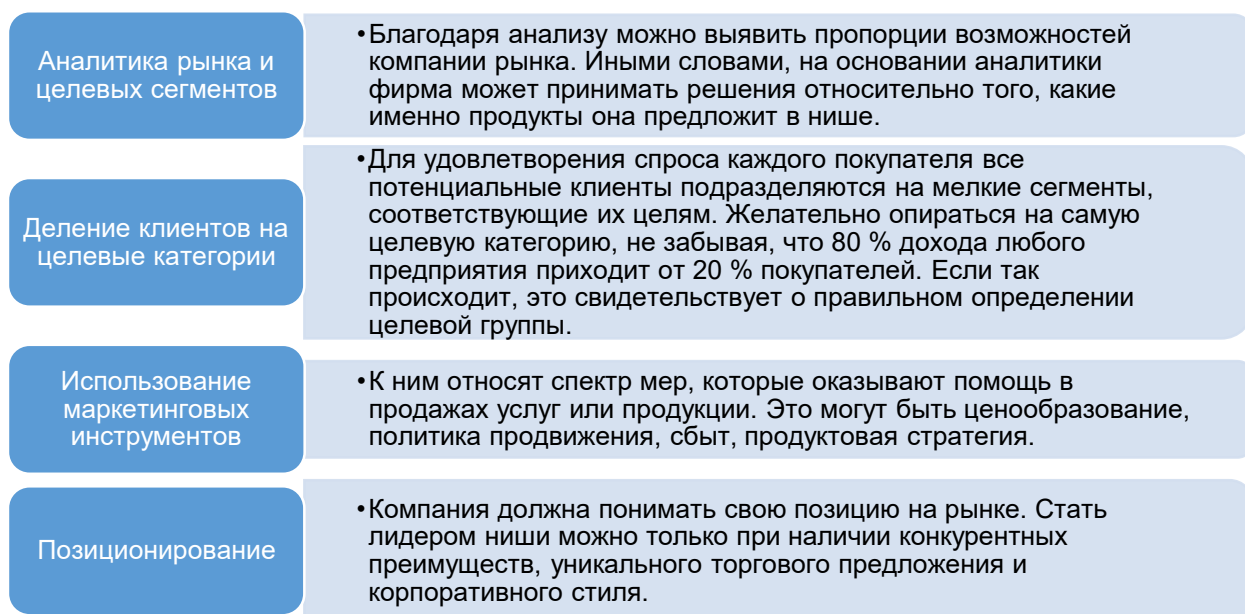 Аналитика рынка и
целевых сегментов
•Благодаря анализу можно выявить пропорции возможностей
компании рынка. Иными словами, на основании аналитики
фирма может принимать решения относительно того, какие
именно продукты она предложит в нише.
Деление клиентов на
целевые категории
•Для удовлетворения спроса каждого покупателя все
потенциальные клиенты подразделяются на мелкие сегменты,
соответствующие их целям. Желательно опираться на самую
целевую категорию, не забывая, что 80 % дохода любого
предприятия приходит от 20 % покупателей. Если так
происходит, это свидетельствует о правильном определении
целевой группы.
Использование
маркетинговых
инструментов
•К ним относят спектр мер, которые оказывают помощь в
продажах услуг или продукции. Это могут быть ценообразование,
политика продвижения, сбыт, продуктовая стратегия.
Позиционирование
•Компания должна понимать свою позицию на рынке. Стать
лидером ниши можно только при наличии конкурентных
преимуществ, уникального торгового предложения и
корпоративного стиля.